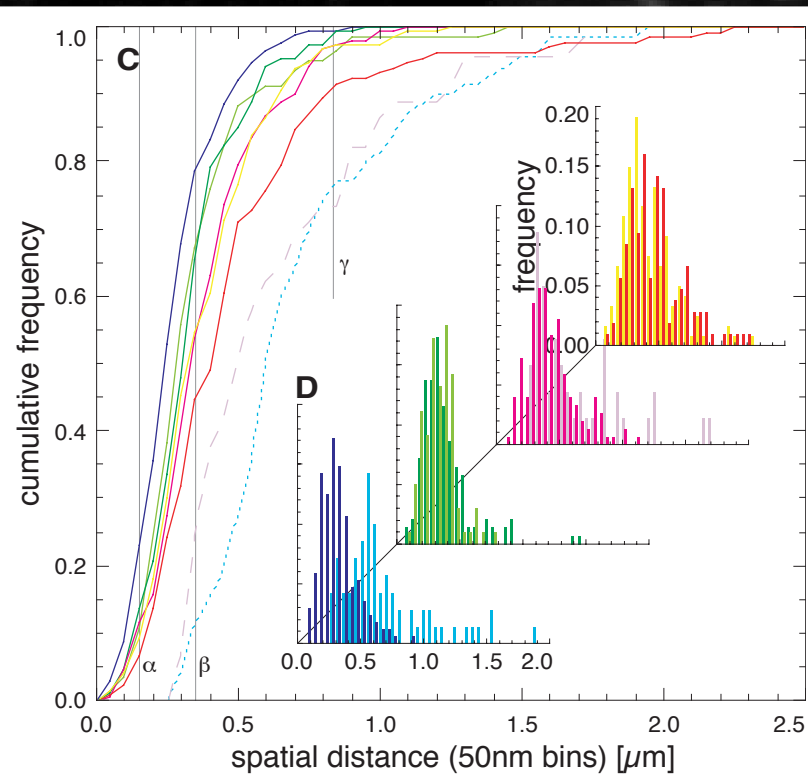 C
1.0
0.8
0.6
0.4
0.2
0.0
cumulative frequency
0.0 0.5 1.0 1.5 2.0 2.5
spatial distance (50nm bins) [µm]
α
β
γ
D
0.0 0.5 1.0 1.5 2.0
frequency
0.20
0.15
0.10
0.05
0.00